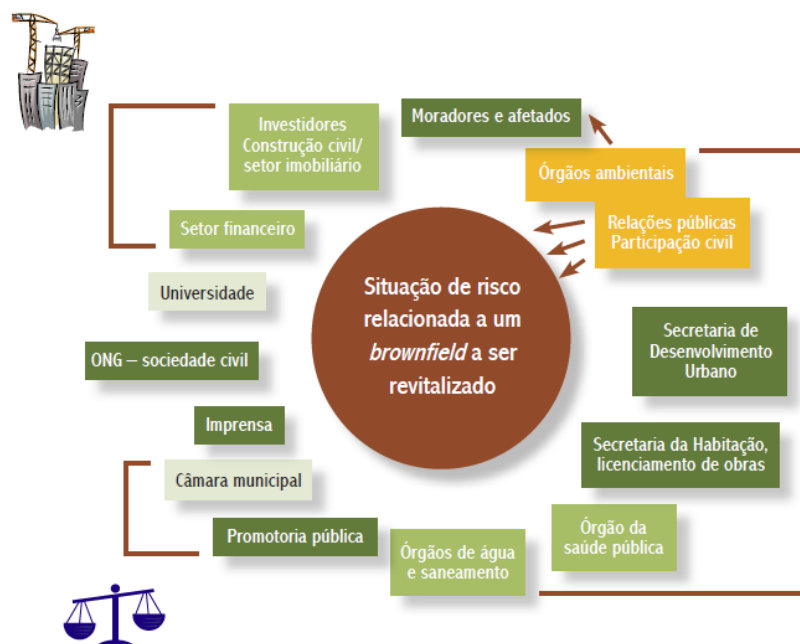 Moradores e afetados
Investidores
Construção civil/
setor imobiliário
Órgãos ambientais
Relações públicas
Participação civil
Setor financeiro
Universidade
Situação de risco
relacionada a um
brownfield a ser
revitalizado
Secretaria de
Desenvolvimento
Urbano
ONG – sociedade civil
Imprensa
Secretaria da Habitação,
licenciamento de obras
Câmara municipal
Promotoria pública
Órgãos de água
e saneamento
Órgão da
saúde pública